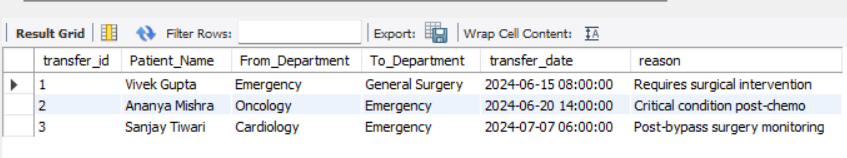 Result Grid Filter Rows: Export: Wrap Cell Content: IA
transfer_id Patient_Name From_Department To_Department transfer_date reason
1 Vivek Gupta Emergency General Surgery 2024-06-15 08:00:00 Requires surgical intervention
2 Ananya Mishra Oncology Emergency 2024-06-20 14:00:00 Critical condition post-chemo
3 Sanjay Tiwari Cardiology Emergency 2024-07-07 06:00:00 Post-bypass surgery monitoring